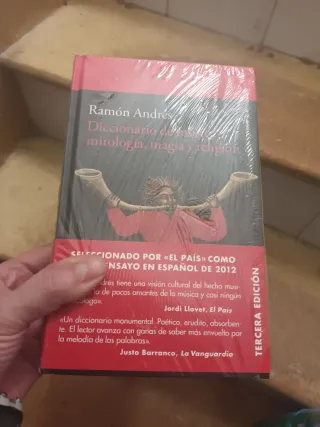 Ramón Andrés
Diccionario de música,
mitología, magia y religión
SELECCIONADO POR «EL PAÍS» COMO
ENSAYO EN ESPAÑOL DE 2012
tiene una visión cultural del hecho musi-
de pocos amantes de la música y casi ningún
Jordi Llovet, El País
«Un diccionario monumental. Poético, erudito, absorben-
te. El lector avanza con ganas de saber más envuelto por
la melodía de las palabras».
Justo Barranco, La Vanguardia
TERCERA EDICIÓN